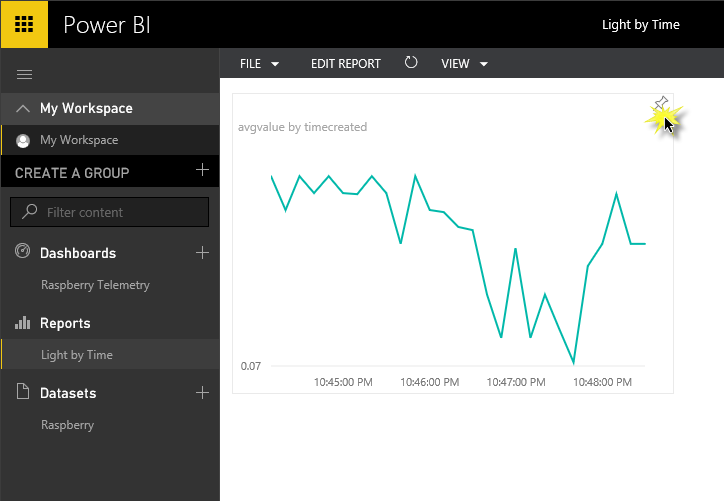 Power BI
Light by Time
FILE
EDIT REPORT
VIEW
My Workspace
My Workspace
CREATE A GROUP
Filter content
Dashboards
Raspberry Telemetry
Reports
Light by Time
Datasets
Raspberry
avgvalue by timecreated
0.07
10:45:00 PM 10:46:00 PM 10:47:00 PM 10:48:00 PM